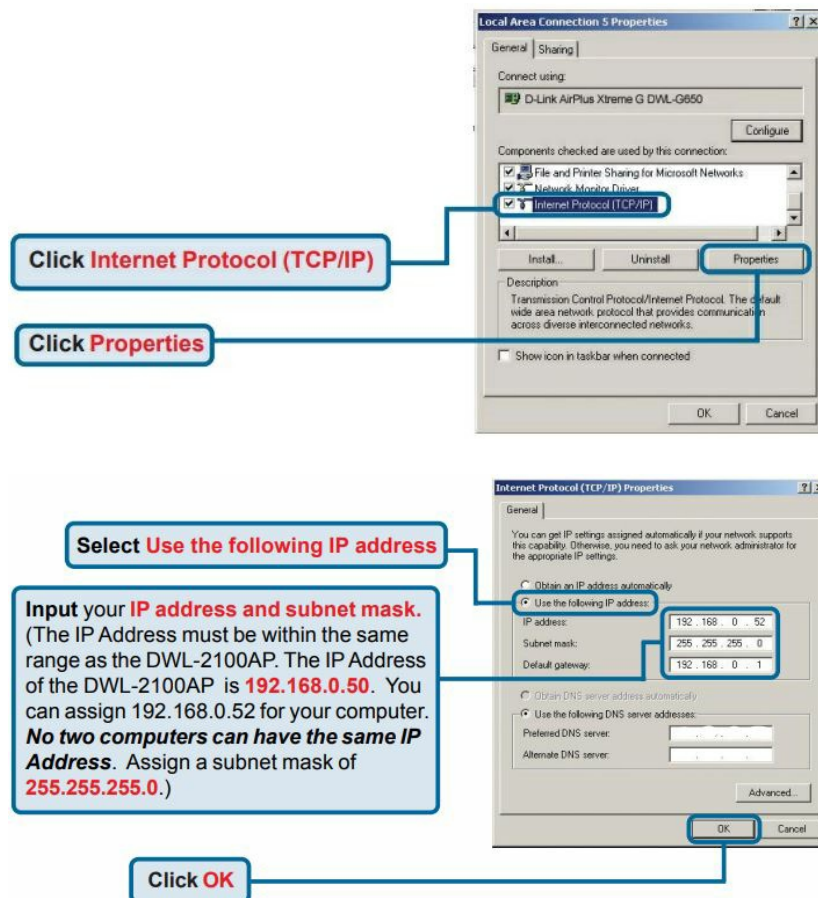 Local Area Connection 5 Properties
General Sharing
Connect using:
D-Link AirPlus Xtreme G DWL-G650
Configure
Components checked are used by this connection:
File and Printer Sharing for Microsoft Networks
Network Monitor Driver
Internet Protocol (TCP/IP)
Install... Uninstall Properties
Description
Transmission Control Protocol/Internet Protocol. The default
wide area network protocol that provides communication
across diverse interconnected networks.
Show icon in taskbar when connected
OK Cancel
Click Internet Protocol (TCP/IP)
Click Properties
Internet Protocol (TCP/IP) Properties
General
You can get IP settings assigned automatically if your network supports
this capability. Otherwise, you need to ask your network administrator for
the appropriate IP settings.
Obtain an IP address automatically
Use the following IP address:
IP address: 192 . 168 . 0 . 52
Subnet mask: 255 . 255 . 255 . 0
Default gateway: 192 . 168 . 0 . 1
Obtain DNS server address automatically
Use the following DNS server addresses:
Preferred DNS server:
Alternate DNS server:
Advanced...
OK Cancel
Select Use the following IP address
Input your IP address and subnet mask.
(The IP Address must be within the same
range as the DWL-2100AP. The IP Address
of the DWL-2100AP is 192.168.0.50. You
can assign 192.168.0.52 for your computer.
No two computers can have the same IP
Address. Assign a subnet mask of
255.255.255.0.)
Click OK